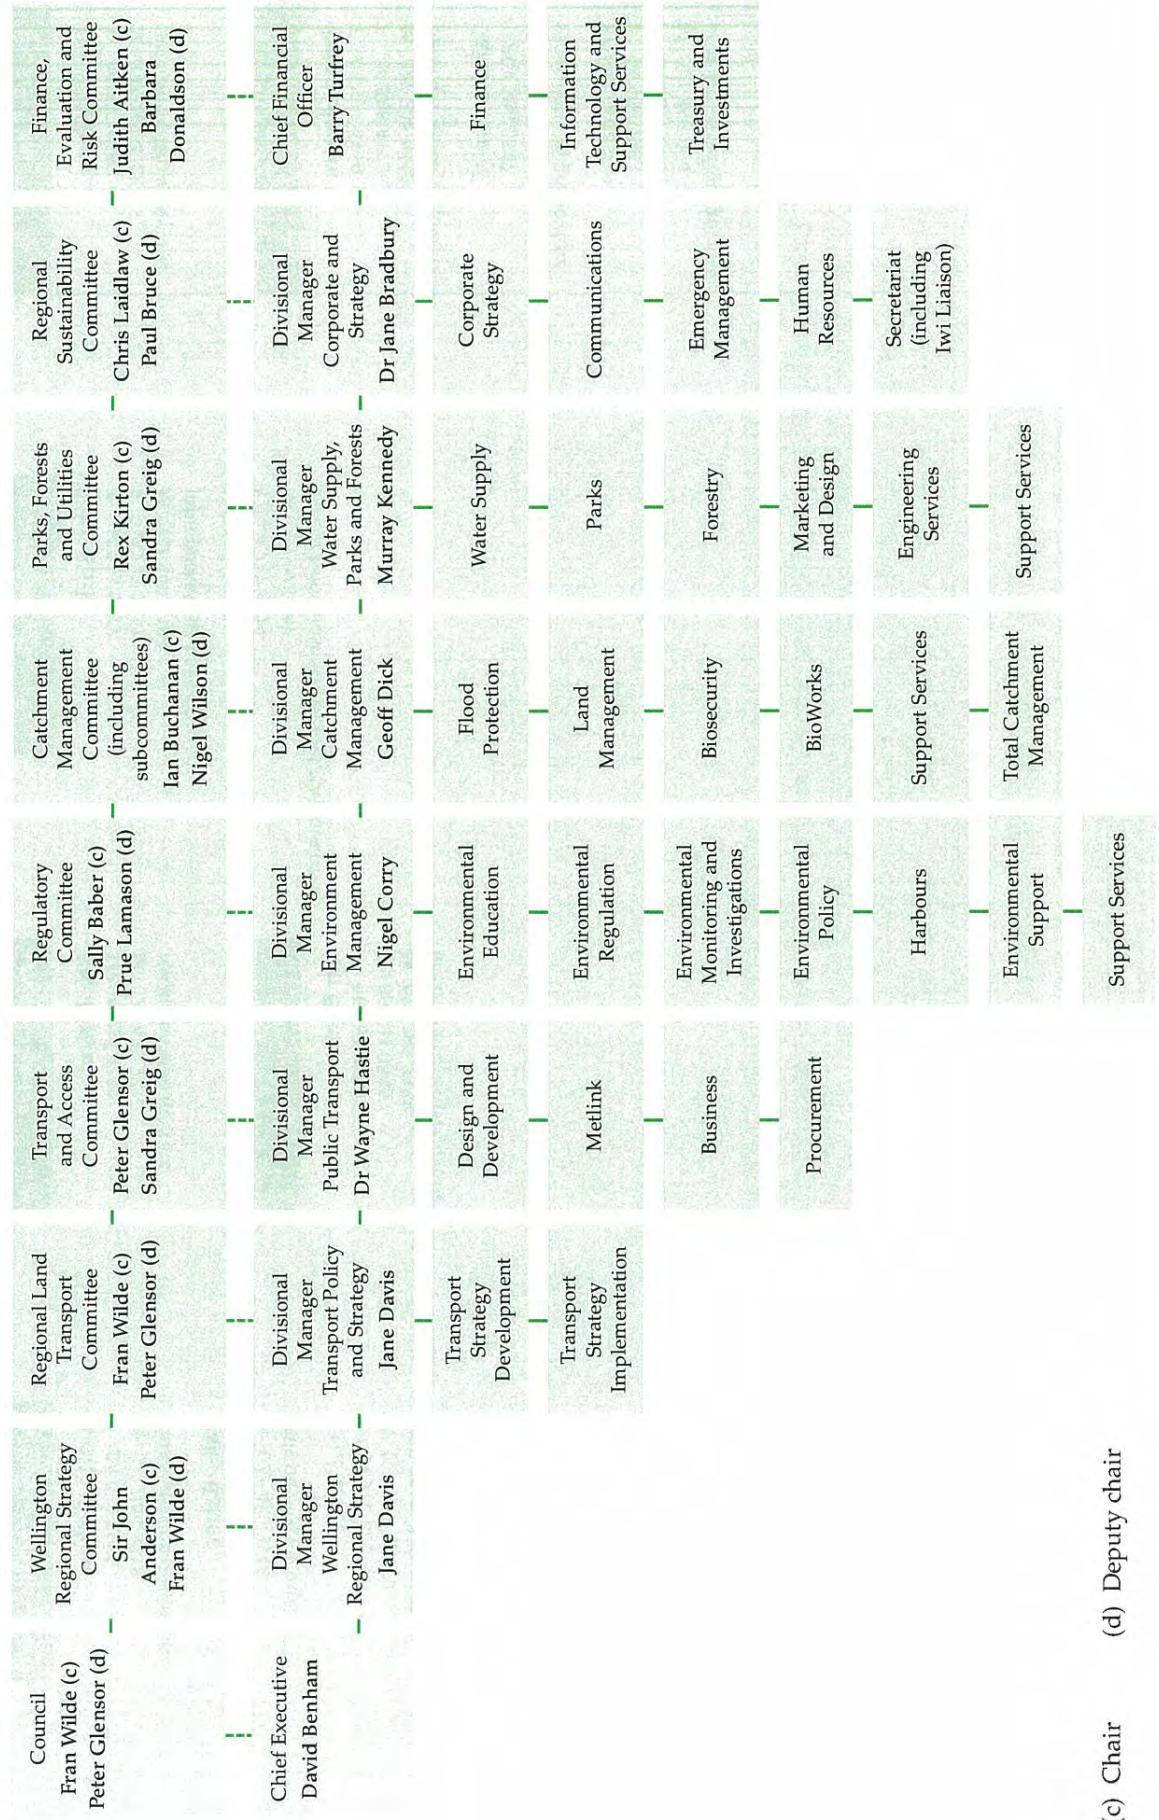 Council
Fran Wilde (c)
Peter Glensor (d)
Wellington
Regional Strategy
Committee
Sir John
Anderson (c)
Fran Wilde (d)
Regional Land
Transport
Committee
Fran Wilde (c)
Peter Glensor (d)
Transport
and Access
Committee
Peter Glensor (c)
Sandra Greig (d)
Regulatory
Committee
Sally Baber (c)
Prue Lamason (d)
Catchment
Management
Committee
(including
subcommittees)
Ian Buchanan (c)
Nigel Wilson (d)
Parks, Forests
and Utilities
Committee
Rex Kirton (c)
Sandra Greig (d)
Regional
Sustainability
Committee
Chris Laidlaw (c)
Paul Bruce (d)
Finance,
Evaluation and
Risk Committee
Judith Aitken (c)
Barbara
Donaldson (d)
Chief Executive
David Benham
Divisional
Manager
Wellington
Regional Strategy
Jane Davis
Divisional
Manager
Transport Policy
and Strategy
Jane Davis
Divisional
Manager
Public Transport
Dr Wayne Hastie
Divisional
Manager
Environment
Management
Nigel Corry
Divisional
Manager
Catchment
Management
Geoff Dick
Divisional
Manager
Water Supply,
Parks and Forests
Murray Kennedy
Divisional
Manager
Corporate and
Strategy
Dr Jane Bradbury
Chief Financial
Officer
Barry Turfrey
Transport
Strategy
Development
Design and
Development
Environmental
Education
Flood
Protection
Water Supply
Corporate
Strategy
Finance
Transport
Strategy
Implementation
Metlink
Environmental
Regulation
Land
Management
Parks
Communications
Information
Technology and
Support Services
Business
Environmental
Monitoring and
Investigations
Biosecurity
Forestry
Emergency
Management
Treasury and
Investments
Procurement
Environmental
Policy
BioWorks
Marketing
and Design
Human
Resources
Harbours
Support Services
Engineering
Services
Secretariat
(including
Iwi Liaison)
Environmental
Support
Total Catchment
Management
Support Services
Support Services
(c) Chair (d) Deputy chair